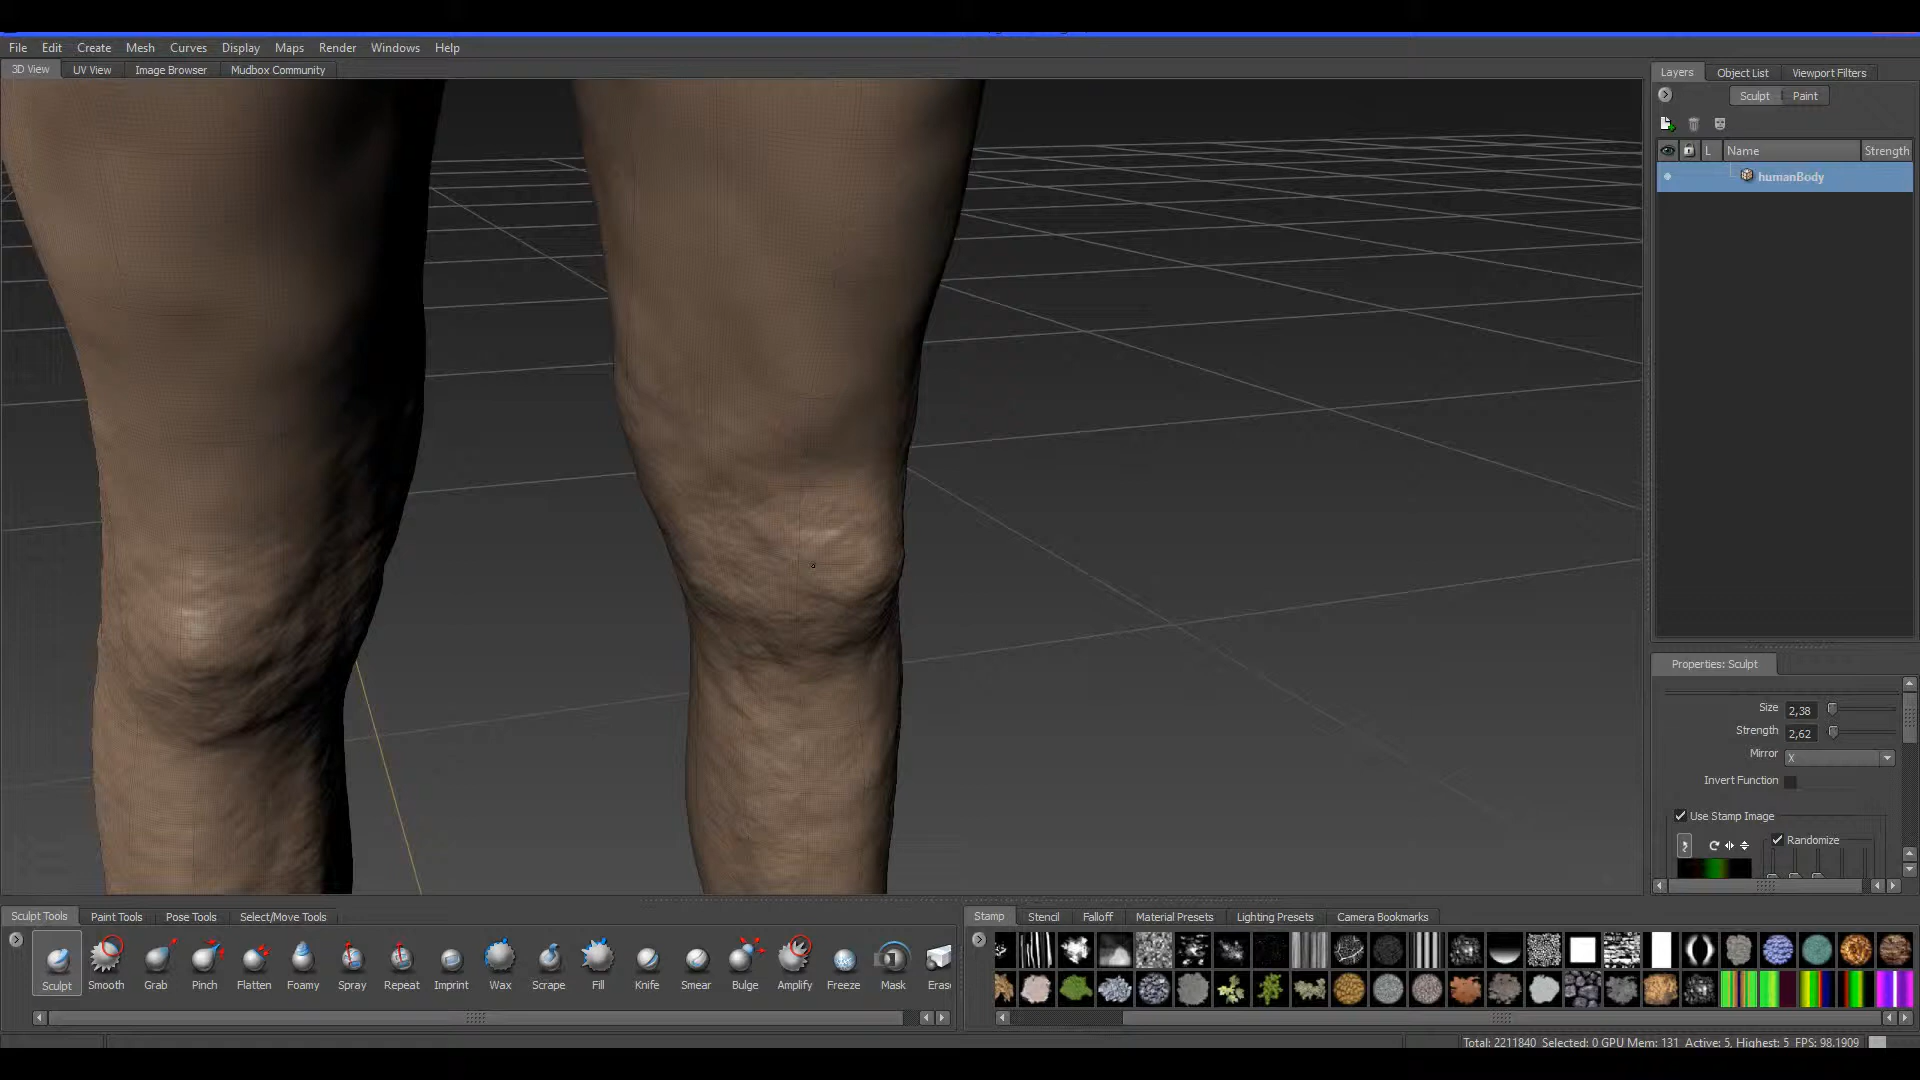 File Edit Create Mesh Curves Display Maps Render Windows Help
3D View UV View Image Browser Mudbox Community
Layers Object List Viewport Filters
Sculpt Paint
L Name Strength
humanBody
Properties: Sculpt
Size 2,38
Strength 2,62
Mirror X
Invert Function
Use Stamp Image
Randomize
Sculpt Tools Paint Tools Pose Tools Select/Move Tools
Stamp Stencil Falloff Material Presets Lighting Presets Camera Bookmarks
Sculpt Smooth Grab Pinch Flatten Foamy Spray Repeat Imprint Wax Scrape Fill Knife Smear Bulge Amplify Freeze Mask Eras
Total: 2211840 Selected: 0 GPU Mem: 131 Active: 5, Highest: 5 FPS: 98.1909